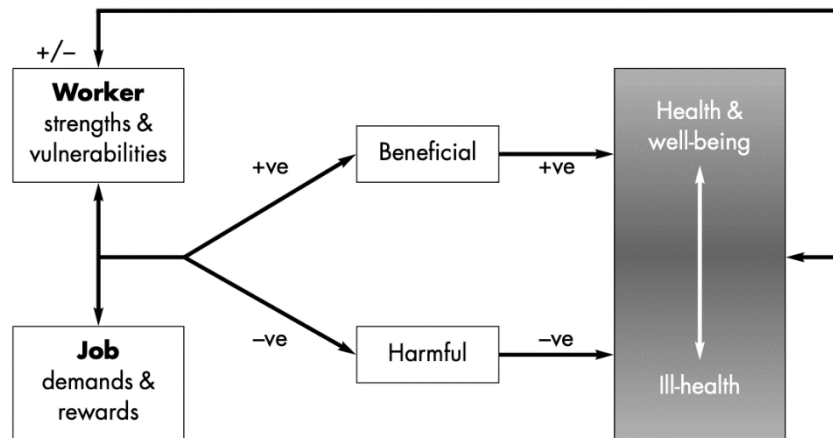 +/–
Worker
strengths &
vulnerabilities
+ve
Beneficial
+ve
Health &
well-being
–ve
Harmful
–ve
Ill-health
Job
demands &
rewards